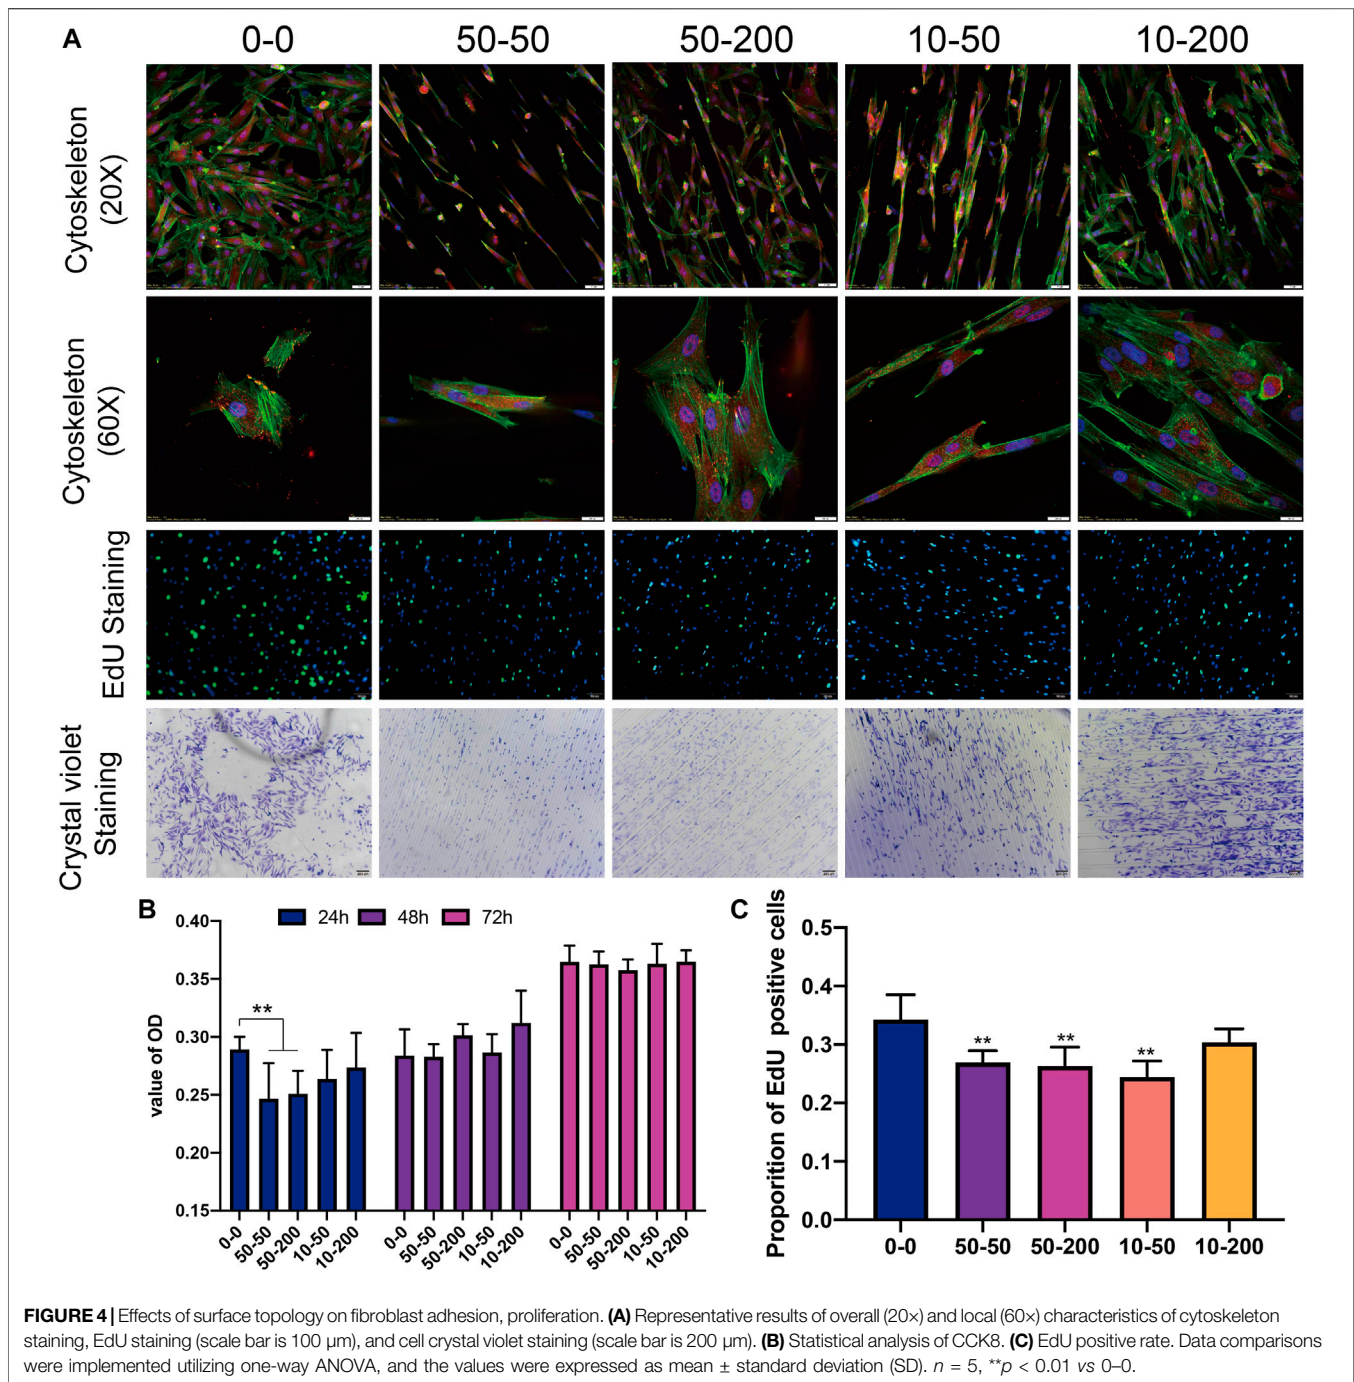 A
0-0
50-50
50-200
10-50
10-200
Cytoskeleton
(20X)
Cytoskeleton
(60X)
EdU Staining
Crystal violet
Staining
B
24h
48h
72h
value of OD
0.40
0.35
0.30
0.25
0.20
0.15
**
0-0
50-50
50-200
10-50
10-200
0-0
50-50
50-200
10-50
10-200
0-0
50-50
50-200
10-50
10-200
C
Proporition of EdU positive cells
0.5
0.4
0.3
0.2
0.1
0.0
**
**
**
0-0
50-50
50-200
10-50
10-200
FIGURE 4 | Effects of surface topology on fibroblast adhesion, proliferation. (A) Representative results of overall (20×) and local (60×) characteristics of cytoskeleton
staining, EdU staining (scale bar is 100 µm), and cell crystal violet staining (scale bar is 200 µm). (B) Statistical analysis of CCK8. (C) EdU positive rate. Data comparisons
were implemented utilizing one-way ANOVA, and the values were expressed as mean ± standard deviation (SD). n = 5, **p < 0.01 vs 0–0.